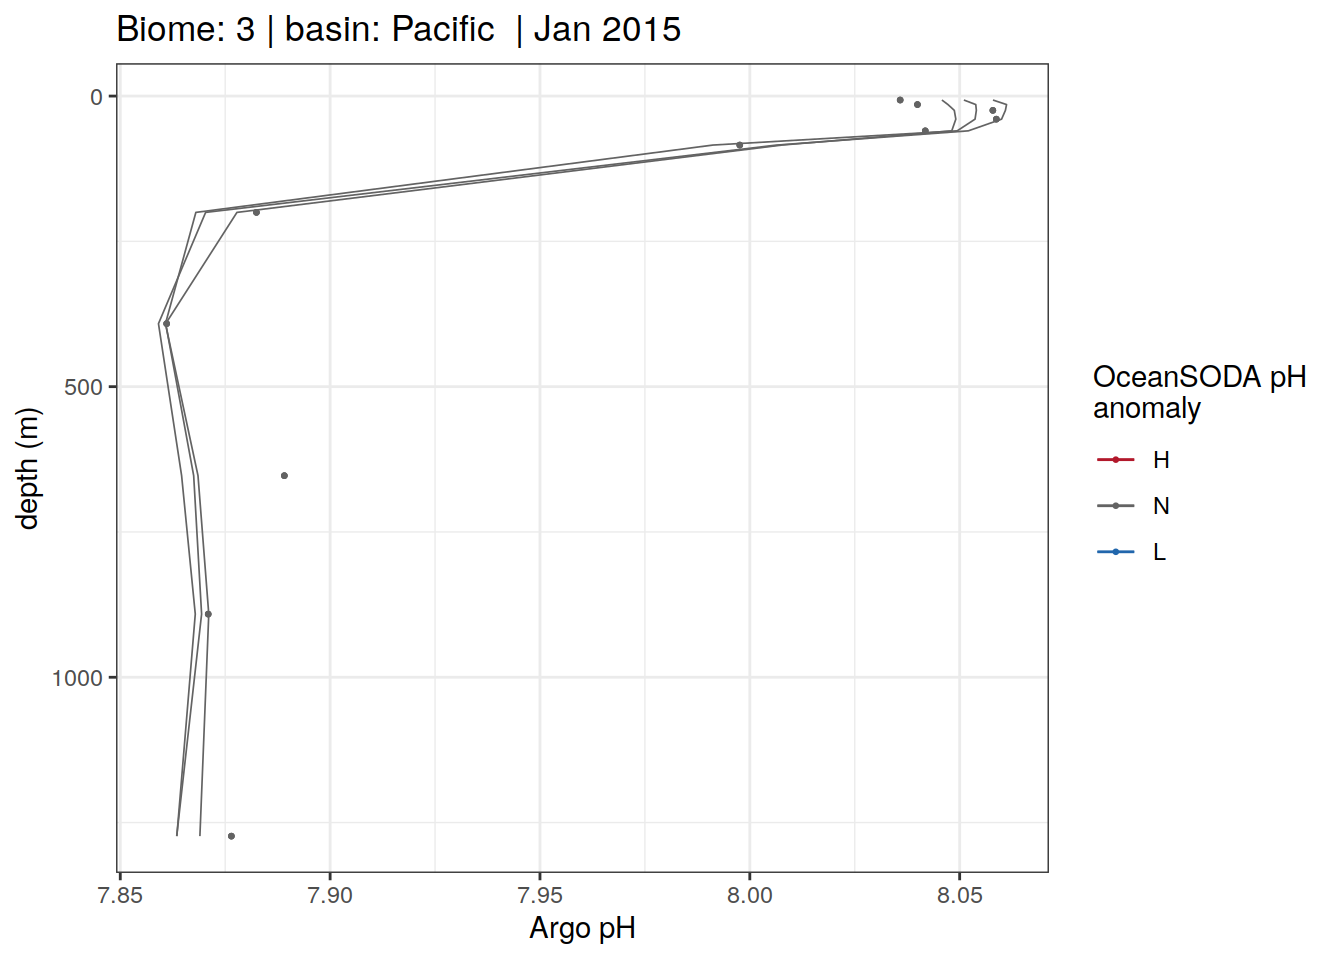 Biome: 3 | basin: Pacific  | Jan 2015
0
500
1000
depth (m)
7.85
7.90
7.95
8.00
8.05
Argo pH
OceanSODA pH
anomaly
H
N
L